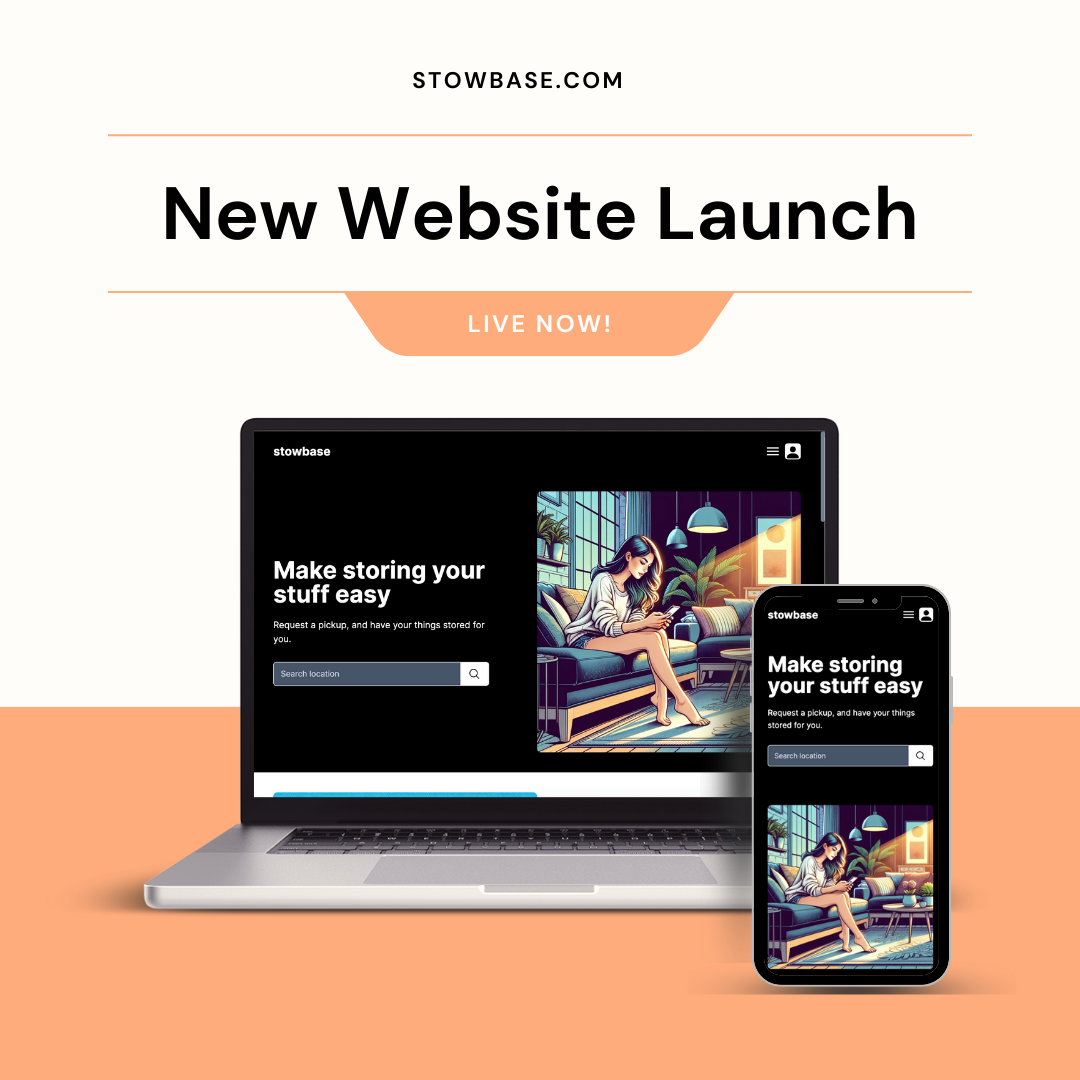 STOWBASE.COM
New Website Launch
LIVE NOW!
stowbase
Make storing your
stuff easy
Request a pickup, and have your things stored for
you.
Search location
stowbase
Make storing
your stuff easy
Request a pickup, and have your things
stored for you.
Search location